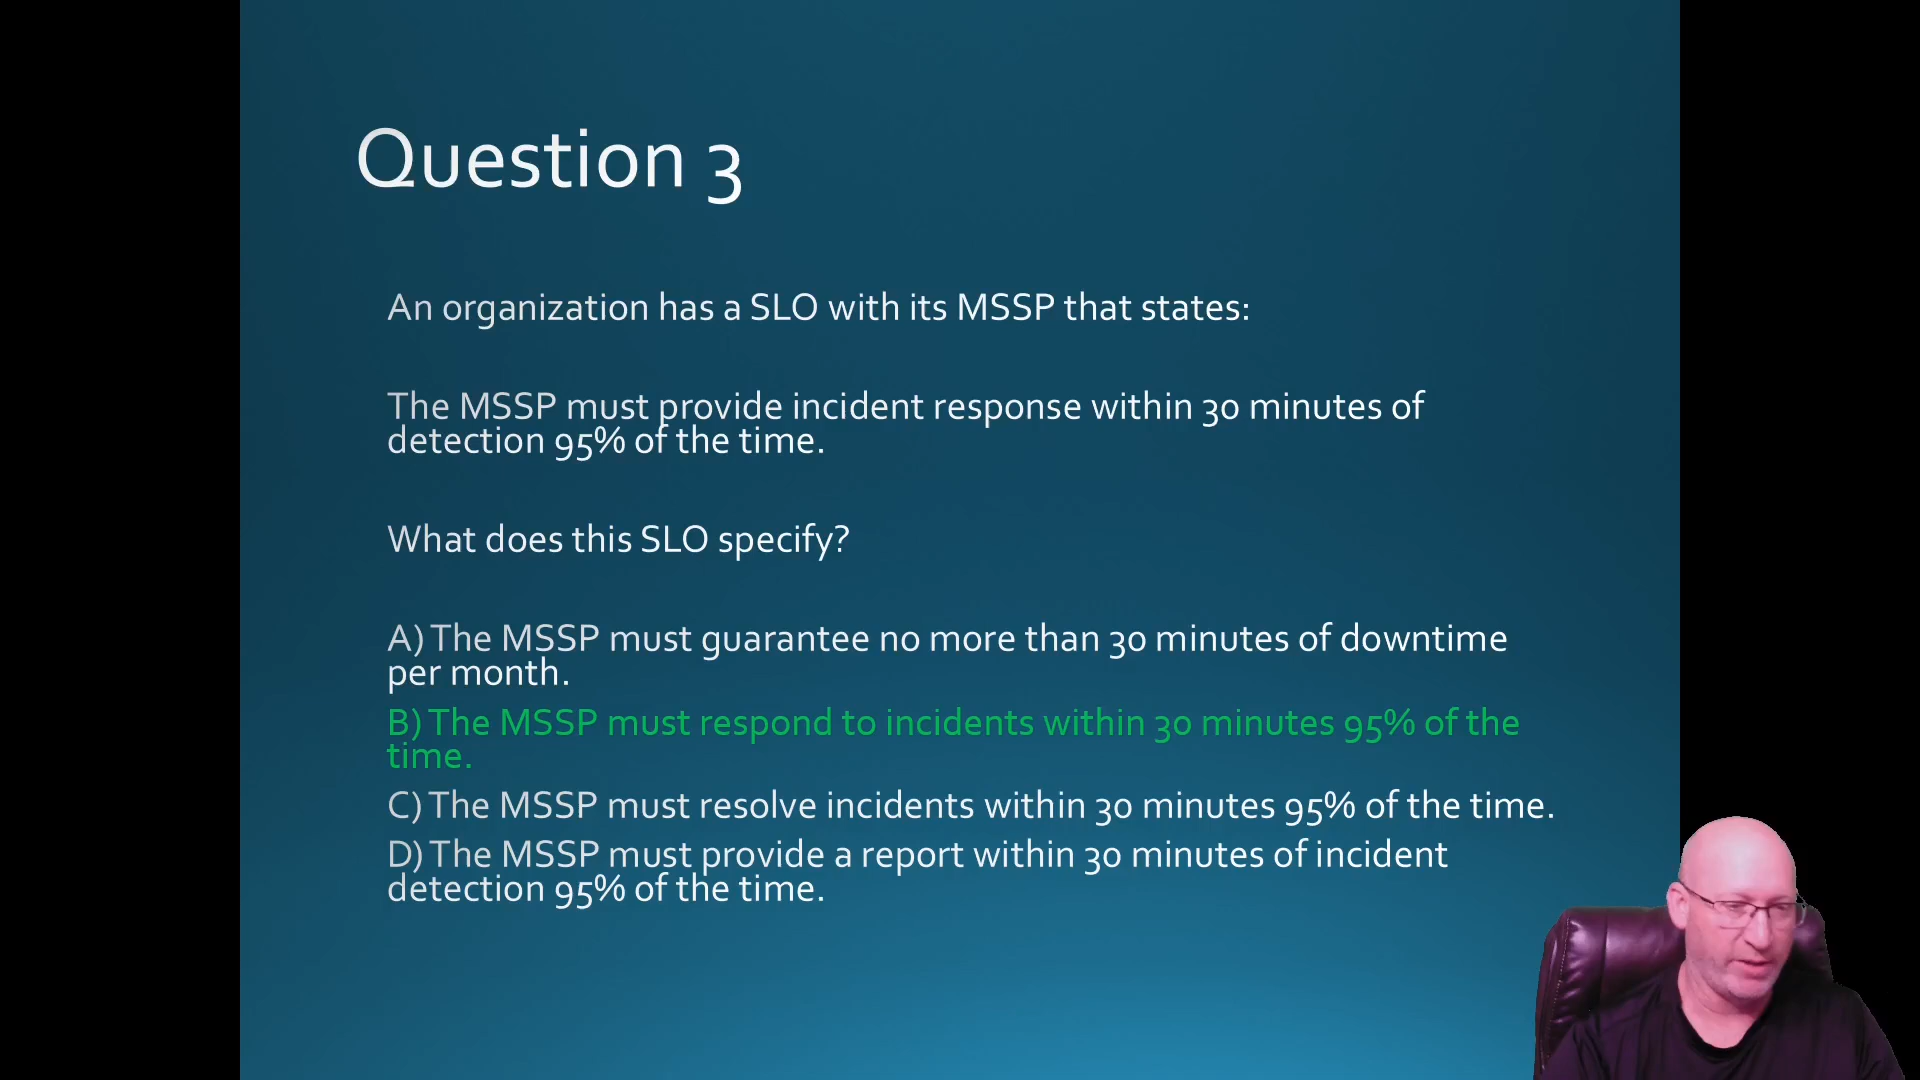 Question 3
An organization has a SLO with its MSSP that states:
The MSSP must provide incident response within 30 minutes of
detection 95% of the time.
What does this SLO specify?
A) The MSSP must guarantee no more than 30 minutes of downtime
per month.
B) The MSSP must respond to incidents within 30 minutes 95% of the
time.
C) The MSSP must resolve incidents within 30 minutes 95% of the time.
D) The MSSP must provide a report within 30 minutes of incident
detection 95% of the time.